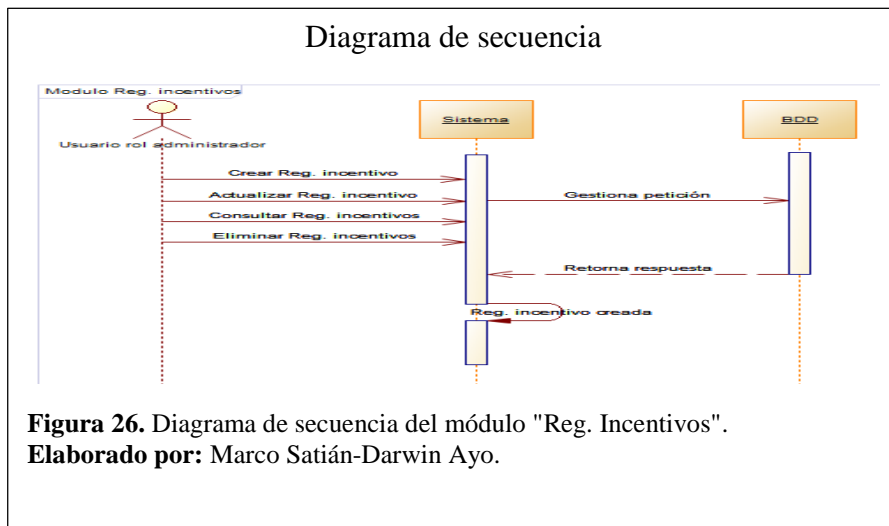 Diagrama de secuencia
Modulo Reg. incentivos
Usuario rol administrador
Sistema
BDD
Crear Reg. incentivo
Actualizar Reg. incentivo
Gestiona petición
Consultar Reg. incentivos
Eliminar Reg. incentivos
Retorna respuesta
Reg. incentivo creada
Figura 26. Diagrama de secuencia del módulo "Reg. Incentivos".
Elaborado por: Marco Satián-Darwin Ayo.